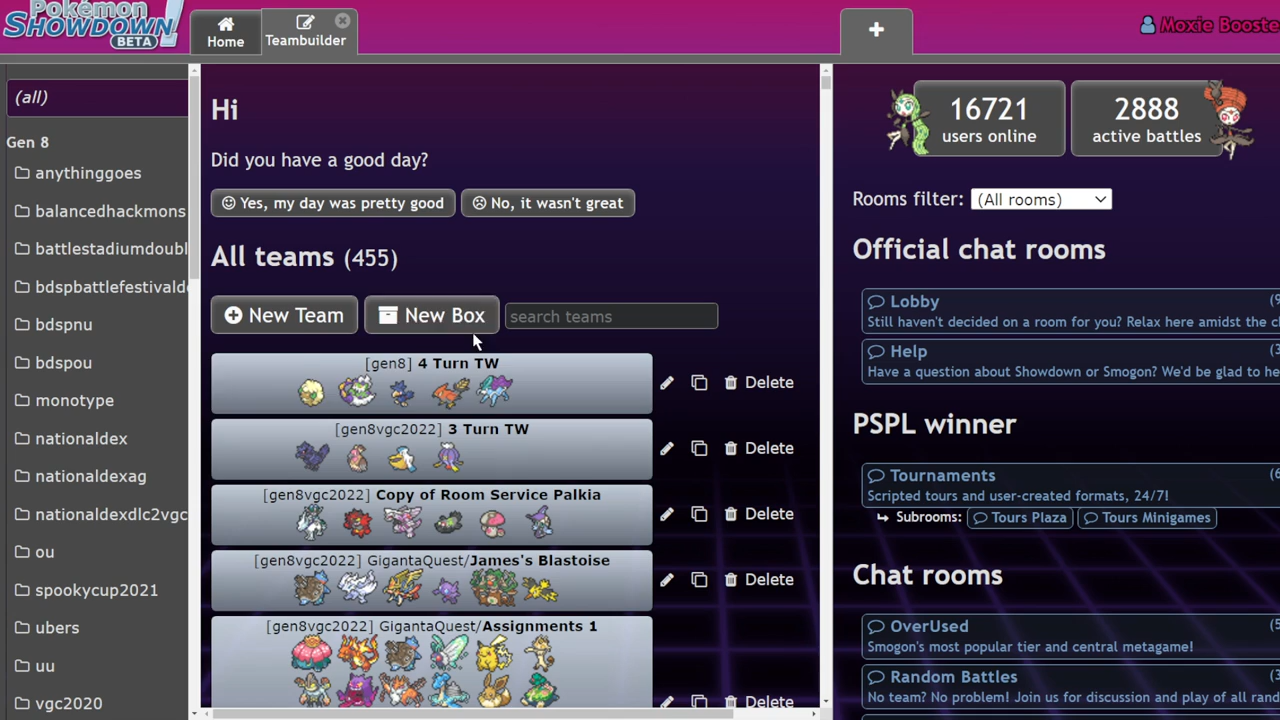 Pokémon
SHOWDOWN!
BETA
Home
Teambuilder
+
Moxie Booste
(all)
Gen 8
anythinggoes
balancedhackmons
battlestadiumdoubl
bdspbattlefestivald
bdspnu
bdspou
monotype
nationaldex
nationaldexag
nationaldexdlc2vgc
ou
spookycup2021
ubers
uu
vgc2020
Hi
Did you have a good day?
Yes, my day was pretty good
No, it wasn't great
All teams (455)
New Team
New Box
search teams
[gen8] 4 Turn TW
Delete
[gen8vgc2022] 3 Turn TW
Delete
[gen8vgc2022] Copy of Room Service Palkia
Delete
[gen8vgc2022] GigantaQuest/James's Blastoise
Delete
[gen8vgc2022] GigantaQuest/Assignments 1
Delete
16721
users online
2888
active battles
Rooms filter: (All rooms)
Official chat rooms
Lobby
Still haven't decided on a room for you? Relax here amidst the c
Help
Have a question about Showdown or Smogon? We'd be glad to he
PSPL winner
Tournaments (6
Scripted tours and user-created formats, 24/7!
Subrooms: Tours Plaza Tours Minigames
Chat rooms
OverUsed (5
Smogon's most popular tier and central metagame!
Random Battles
No team? No problem! Join us for discussion and play of all rand